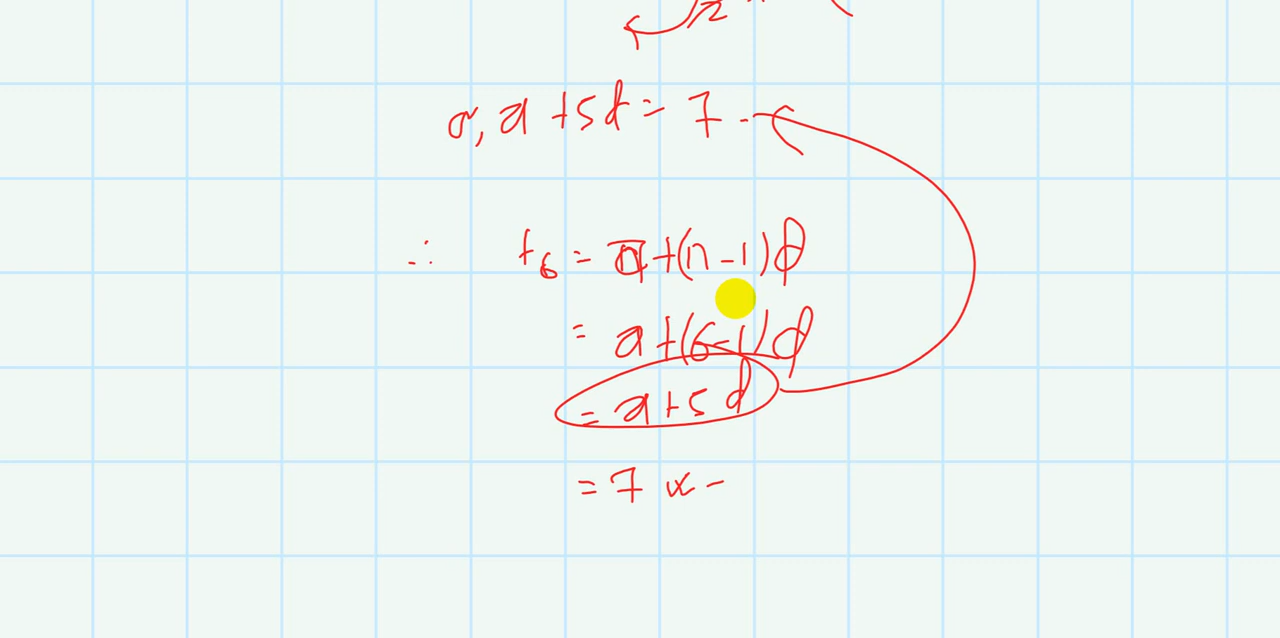 or, a + 5d = 7
∴ t₆ = a + (n - 1)d
= a + (6 - 1)d
= a + 5d
= 7